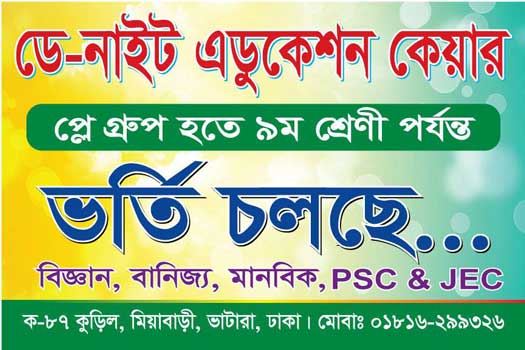 ডে-নাইট এডুকেশন কেয়ার
প্লে গ্রুপ হতে ৯ম শ্রেণী পর্যন্ত
ভর্তি চলছে...
বিজ্ঞান, বানিজ্য, মানবিক, PSC & JEC
ক-৮৭ কুড়িল, মিয়াবাড়ী, ভাটারা, ঢাকা। মোবাঃ ০১৮১৬-২৯৯৩২৬